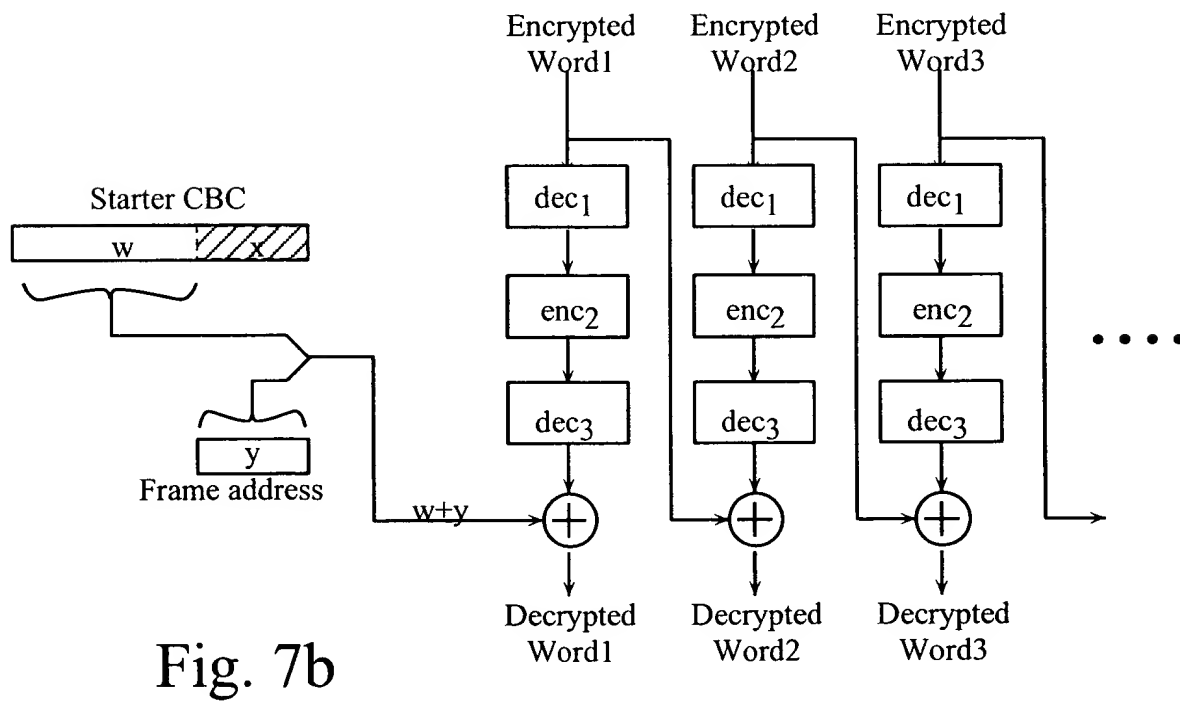 Encrypted Word1
Encrypted Word2
Encrypted Word3
Starter CBC
w
x
y
Frame address
w+y
dec1
dec1
dec1
enc2
enc2
enc2
dec3
dec3
dec3
Decrypted Word1
Decrypted Word2
Decrypted Word3
Fig. 7b